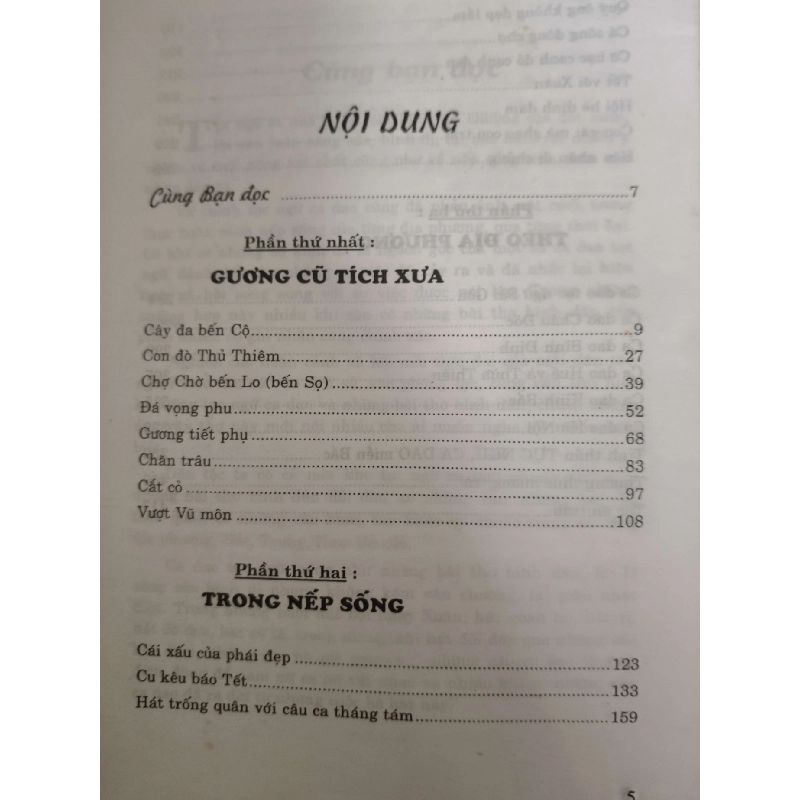 NỘI DUNG
Cùng Bạn đọc ........ 7
Phần thứ nhất :
GƯƠNG CŨ TÍCH XƯA
Cây đa bến Cộ ........ 9
Con đò Thủ Thiêm ........ 27
Chợ Chờ bến Lo (bến Sọ) ........ 39
Đá vọng phu ........ 52
Gương tiết phụ ........ 68
Chăn trâu ........ 83
Cắt cỏ ........ 97
Vượt Vũ môn ........ 108
Phần thứ hai :
TRONG NẾP SỐNG
Cái xấu của phái đẹp ........ 123
Cu kêu báo Tết ........ 133
Hát trống quân với câu ca tháng tám ........ 159
5